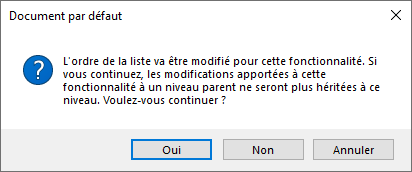 Document par défaut
L'ordre de la liste va être modifié pour cette fonctionnalité. Si
vous continuez, les modifications apportées à cette
fonctionnalité à un niveau parent ne seront plus héritées à ce
niveau. Voulez-vous continuer ?
Oui
Non
Annuler